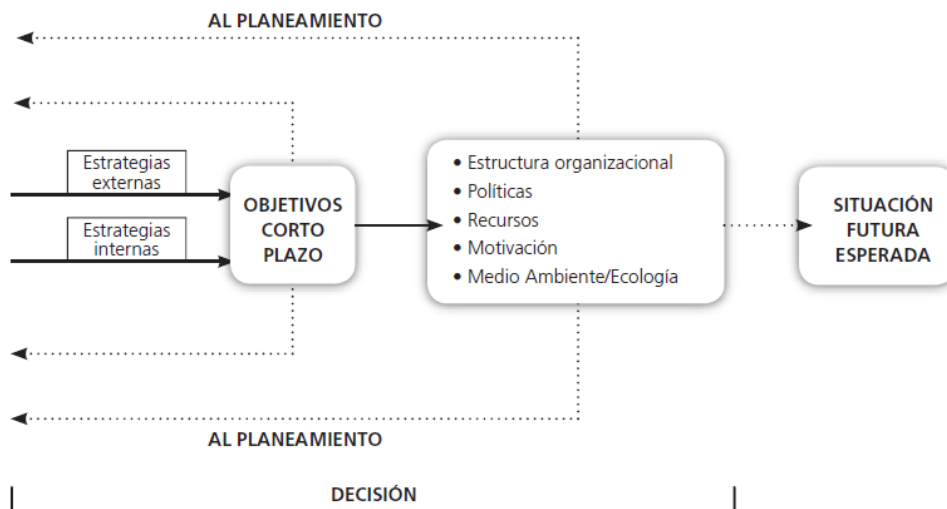 AL PLANEAMIENTO
Estrategias
externas
Estrategias
internas
OBJETIVOS
CORTO
PLAZO
• Estructura organizacional
• Políticas
• Recursos
• Motivación
• Medio Ambiente/Ecología
SITUACIÓN
FUTURA
ESPERADA
AL PLANEAMIENTO
DECISIÓN